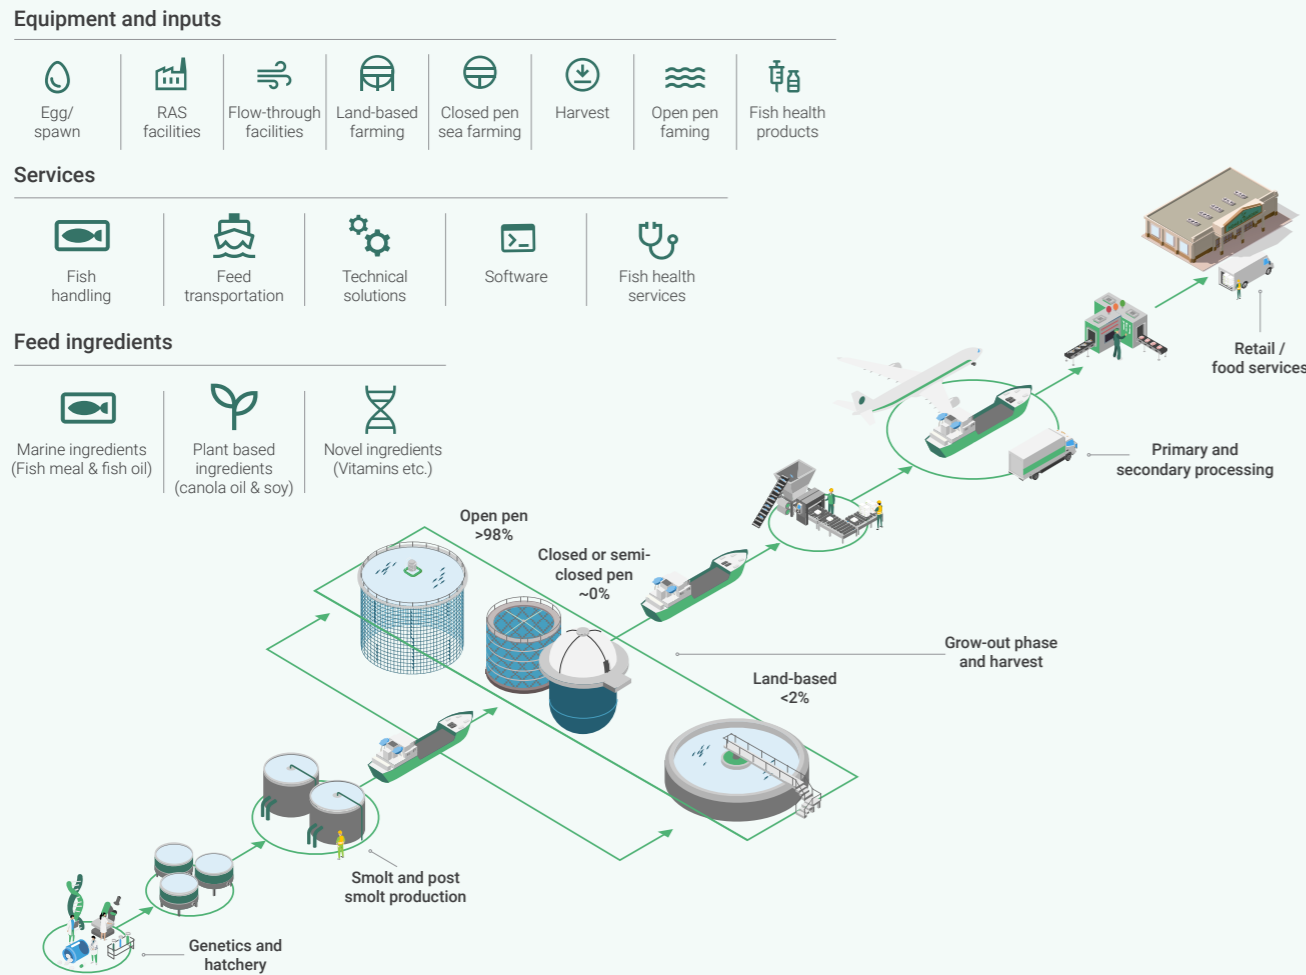 Equipment and inputs
Egg/
spawn
RAS
facilities
Flow-through
facilities
Land-based
farming
Closed pen
sea farming
Harvest
Open pen
faming
Fish health
products
Services
Fish
handling
Feed
transportation
Technical
solutions
Software
Fish health
services
Feed ingredients
Marine ingredients
(Fish meal & fish oil)
Plant based
ingredients
(canola oil & soy)
Novel ingredients
(Vitamins etc.)
Retail /
food services
Primary and
secondary processing
Open pen
>98%
Closed or semi-
closed pen
~0%
Grow-out phase
and harvest
Land-based
<2%
Smolt and post
smolt production
Genetics and
hatchery